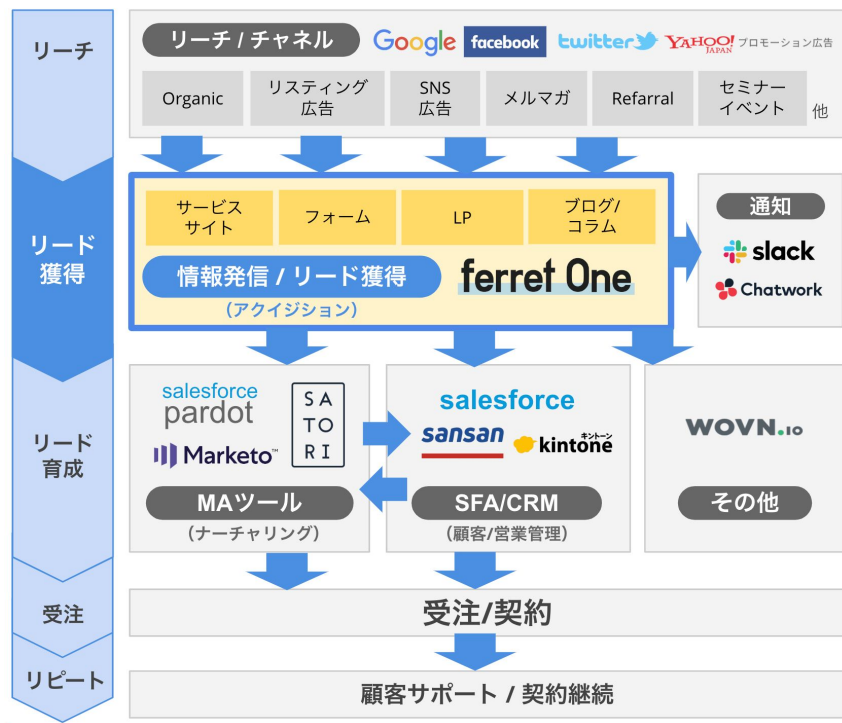 リーチ
リーチ / チャネル
Google
facebook
twitter
YAHOO!
JAPAN
プロモーション広告
Organic
リスティング
広告
SNS
広告
メルマガ
Refarral
セミナー
イベント
他
リード
獲得
サービス
サイト
フォーム
LP
ブログ/
コラム
情報発信 / リード獲得
(アクイジション)
ferret One
通知
slack
Chatwork
リード
育成
salesforce
pardot
SA
TO
RI
Marketo™
MAツール
(ナーチャリング)
salesforce
sansan
キントーン
kintone
SFA/CRM
(顧客/営業管理)
WOVN.io
その他
受注
受注/契約
リピート
顧客サポート / 契約継続